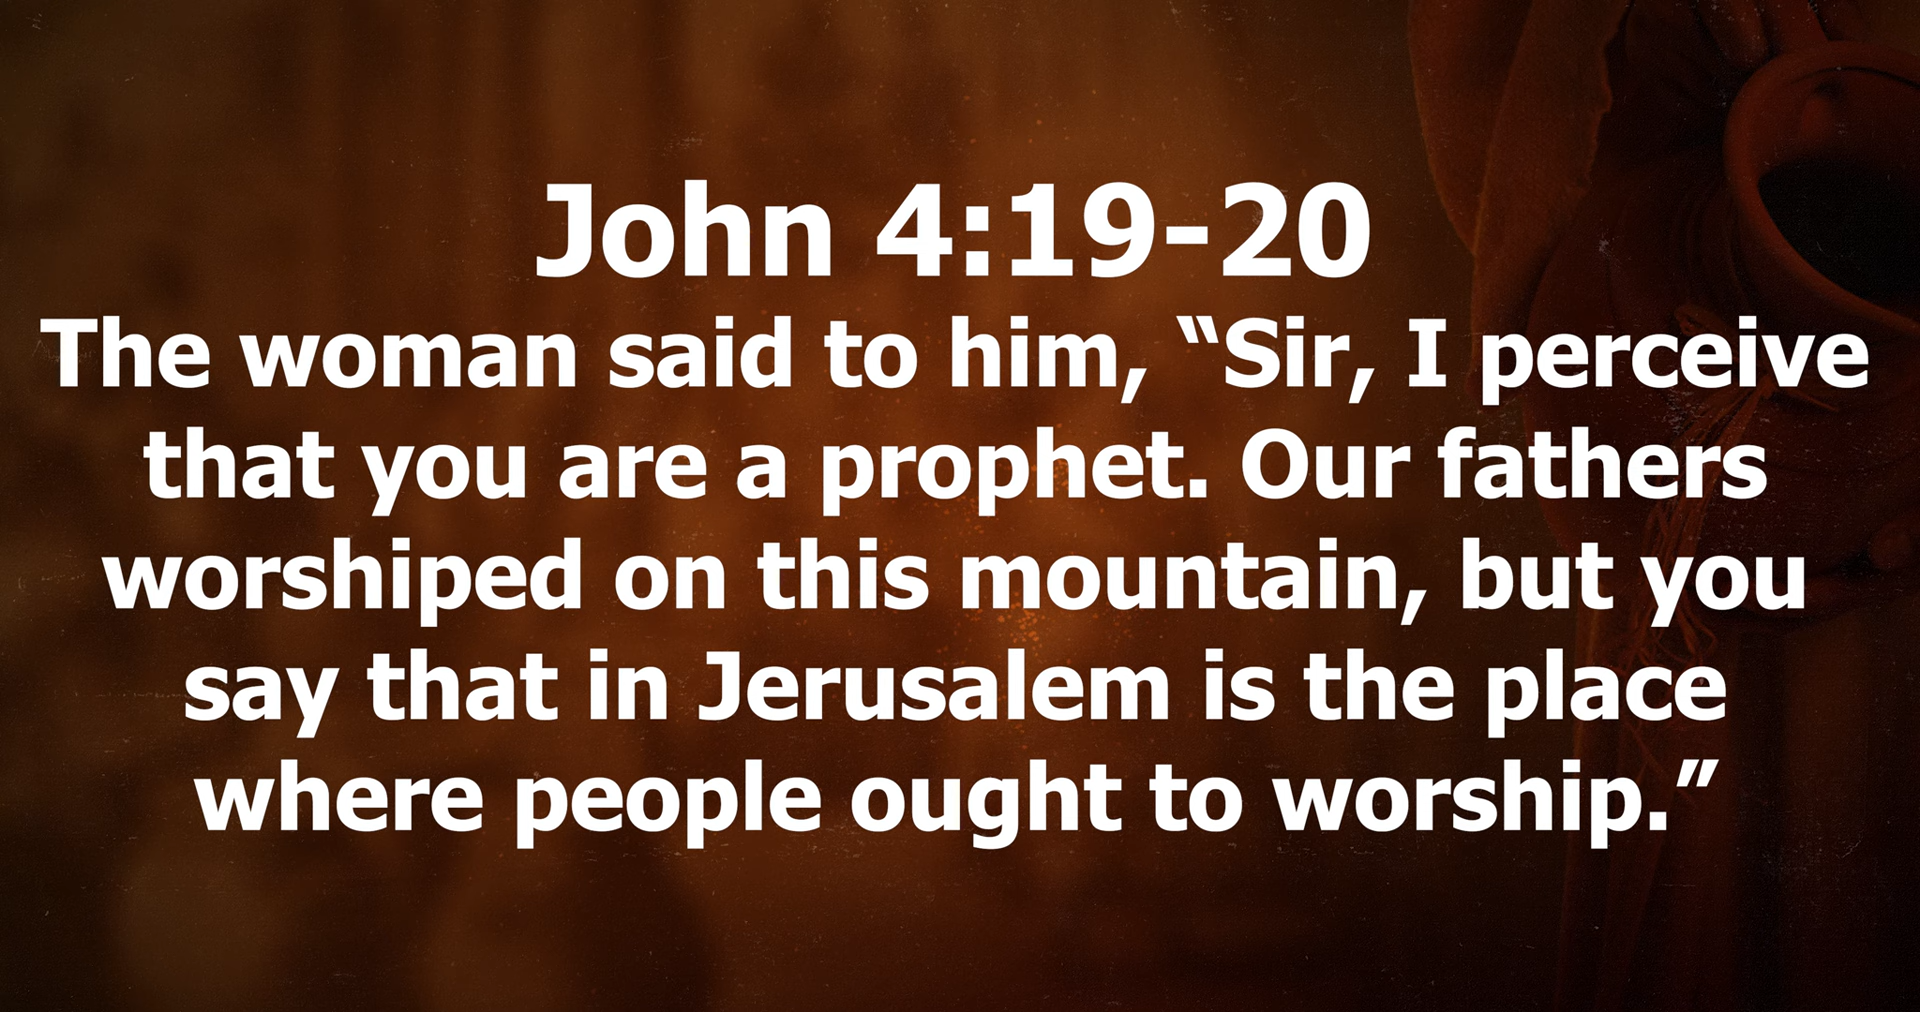 John 4:19-20
The woman said to him, “Sir, I perceive
that you are a prophet. Our fathers
worshiped on this mountain, but you
say that in Jerusalem is the place
where people ought to worship.”